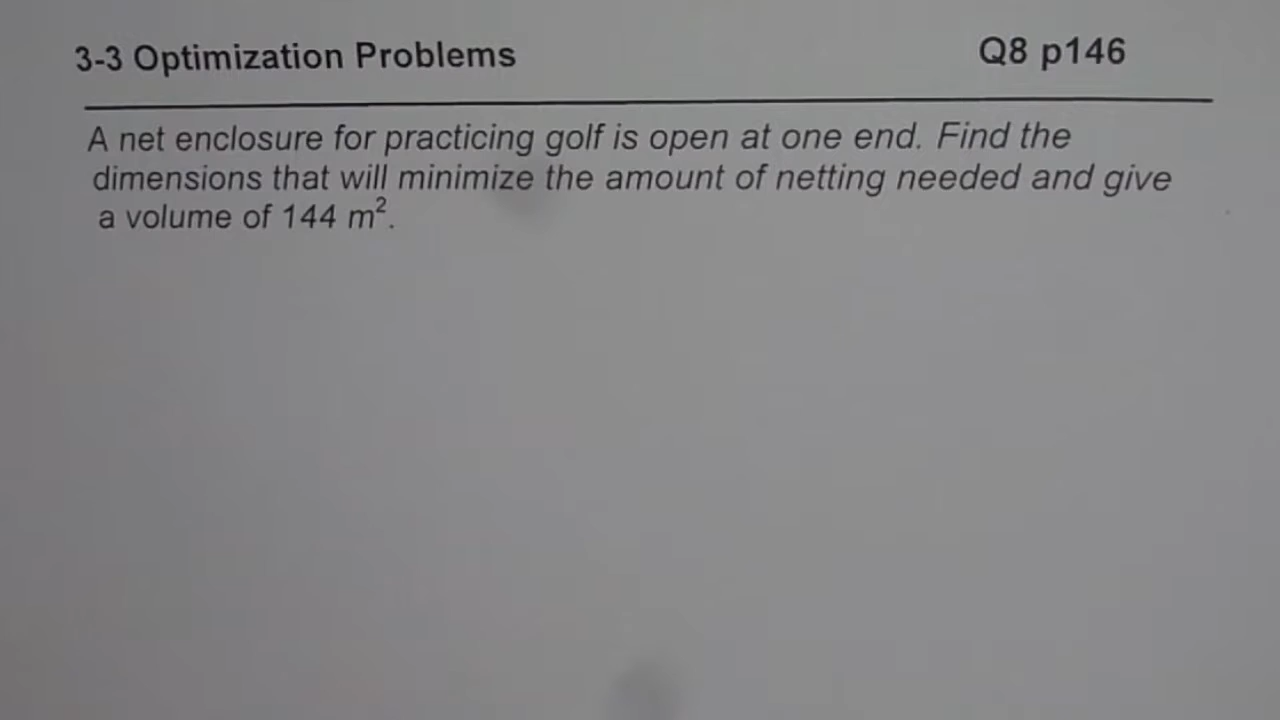 3-3 Optimization Problems
Q8 p146
A net enclosure for practicing golf is open at one end. Find the
dimensions that will minimize the amount of netting needed and give
a volume of 144 m².